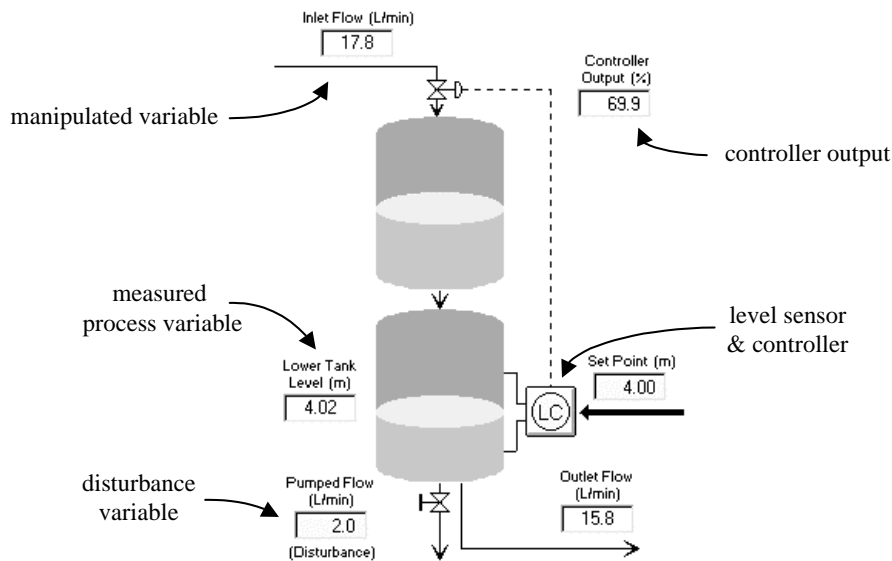 Inlet Flow (L/min)
17.8
Controller
Output (%)
69.9
manipulated variable
controller output
measured
process variable
level sensor
& controller
Lower Tank
Level (m)
4.02
Set Point (m)
4.00
LC
disturbance
variable
Pumped Flow
(L/min)
2.0
(Disturbance)
Outlet Flow
(L/min)
15.8